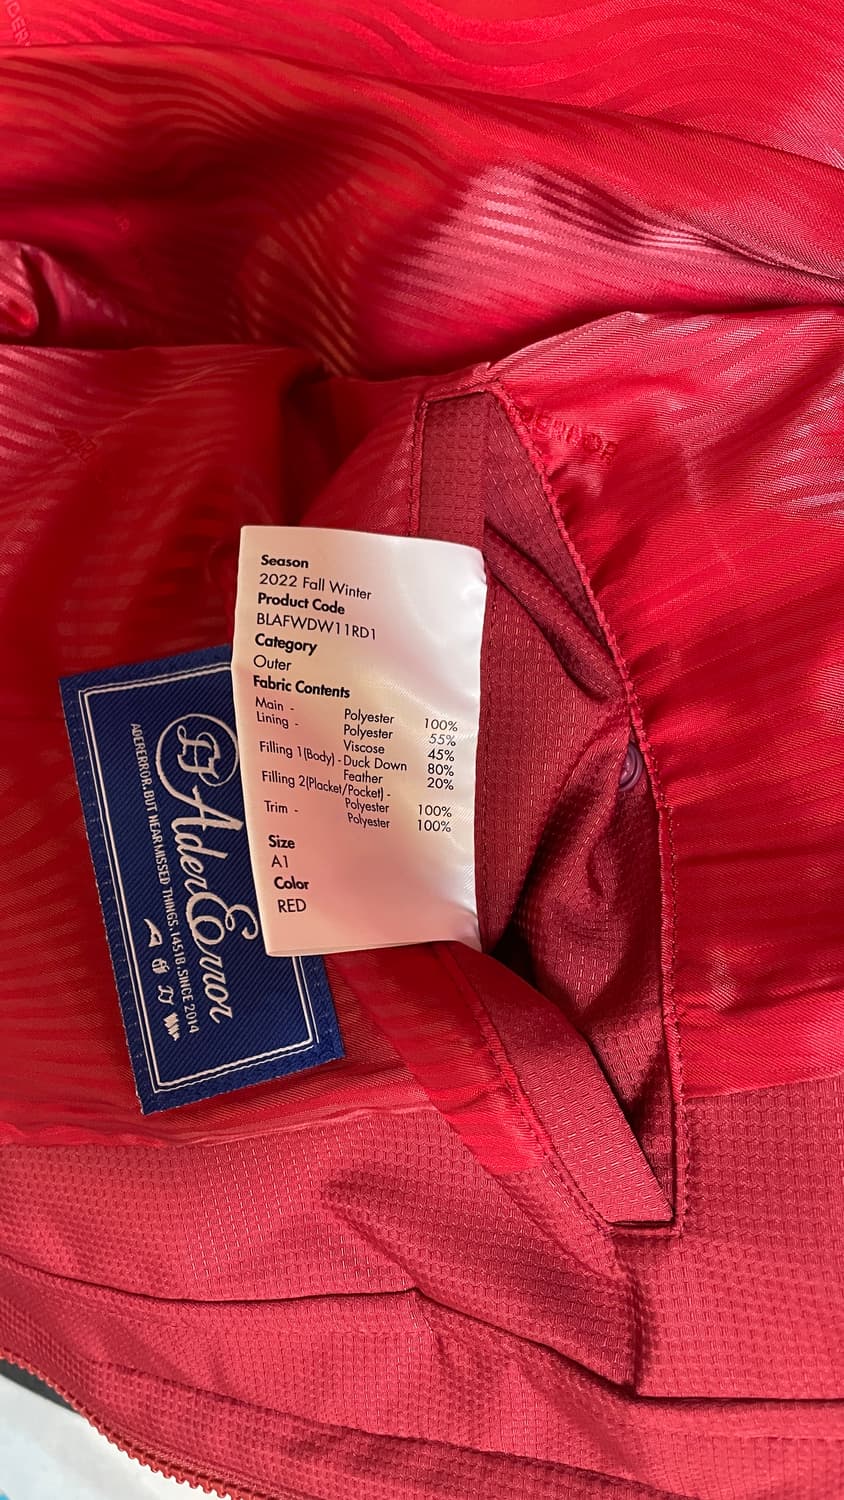 Season
2022 Fall Winter
Product Code
BLAFWDW11RD1
Category
Outer
Fabric Contents
Main - Polyester 100%
Lining - Polyester 55%
Viscose 45%
Filling 1(Body) - Duck Down 80%
Feather 20%
Filling 2(Placket/Pocket) -
Polyester 100%
Trim - Polyester 100%
Size
A1
Color
RED
AderError
ADERERROR.BUT NEAR MISSED THINGS.1451B.SINCE 2014